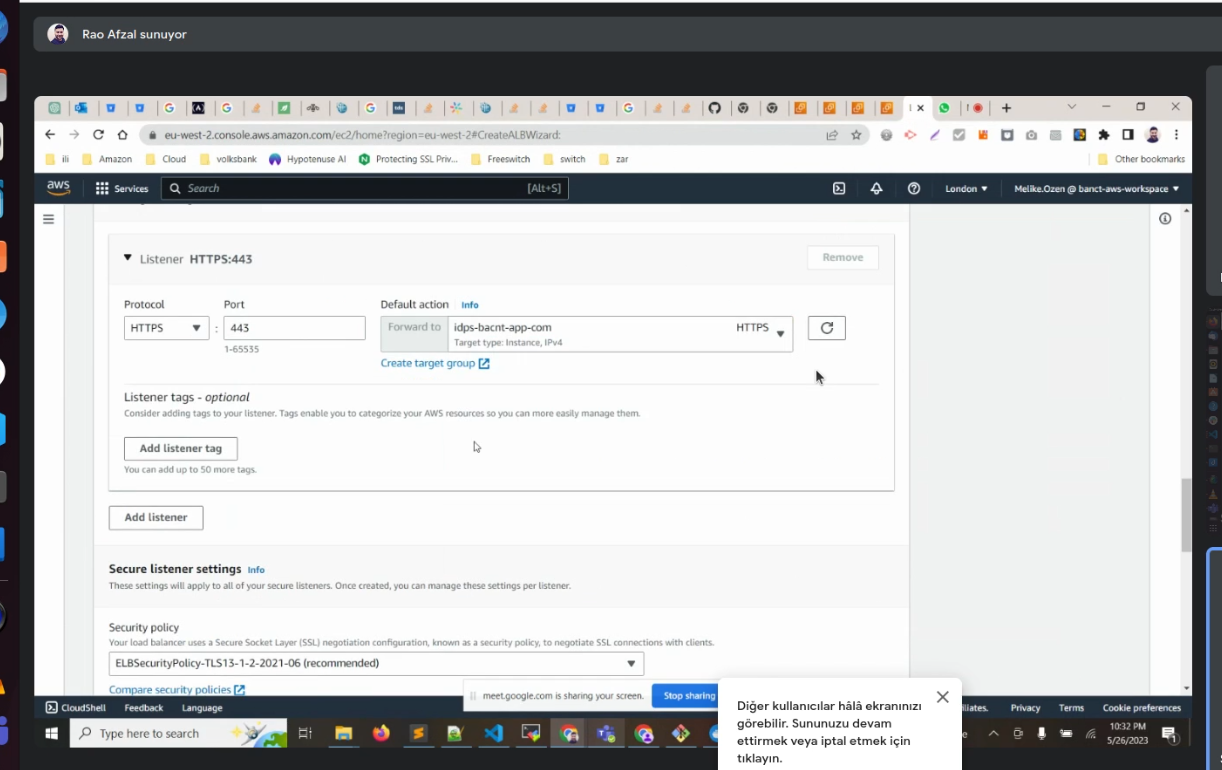 Rao Afzal sunuyor
eu-west-2.console.aws.amazon.com/ec2/home?region=eu-west-2#CreateALBWizard:
ili Amazon Cloud volksbank Hypotenuse AI Protecting SSL Priv... Freeswitch switch zar Other bookmarks
aws Services Search [Alt+S] London Melike.Ozen @ banct-aws-workspace
Listener HTTPS:443 Remove
Protocol Port Default action Info
HTTPS : 443 Forward to idps-bacnt-app-com HTTPS
Target type: Instance, IPv4
1-65535
Create target group
Listener tags - optional
Consider adding tags to your listener. Tags enable you to categorize your AWS resources so you can more easily manage them.
Add listener tag
You can add up to 50 more tags.
Add listener
Secure listener settings Info
These settings will apply to all of your secure listeners. Once created, you can manage these settings per listener.
Security policy
Your load balancer uses a Secure Socket Layer (SSL) negotiation configuration, known as a security policy, to negotiate SSL connections with clients.
ELBSecurityPolicy-TLS13-1-2-2021-06 (recommended)
Compare security policies
meet.google.com is sharing your screen. Stop sharing
CloudShell Feedback Language Privacy Terms Cookie preferences
Type here to search
10:32 PM
5/26/2023
Diğer kullanıcılar hâlâ ekranınızı
görebilir. Sununuzu devam
ettirmek veya iptal etmek için
tıklayın.